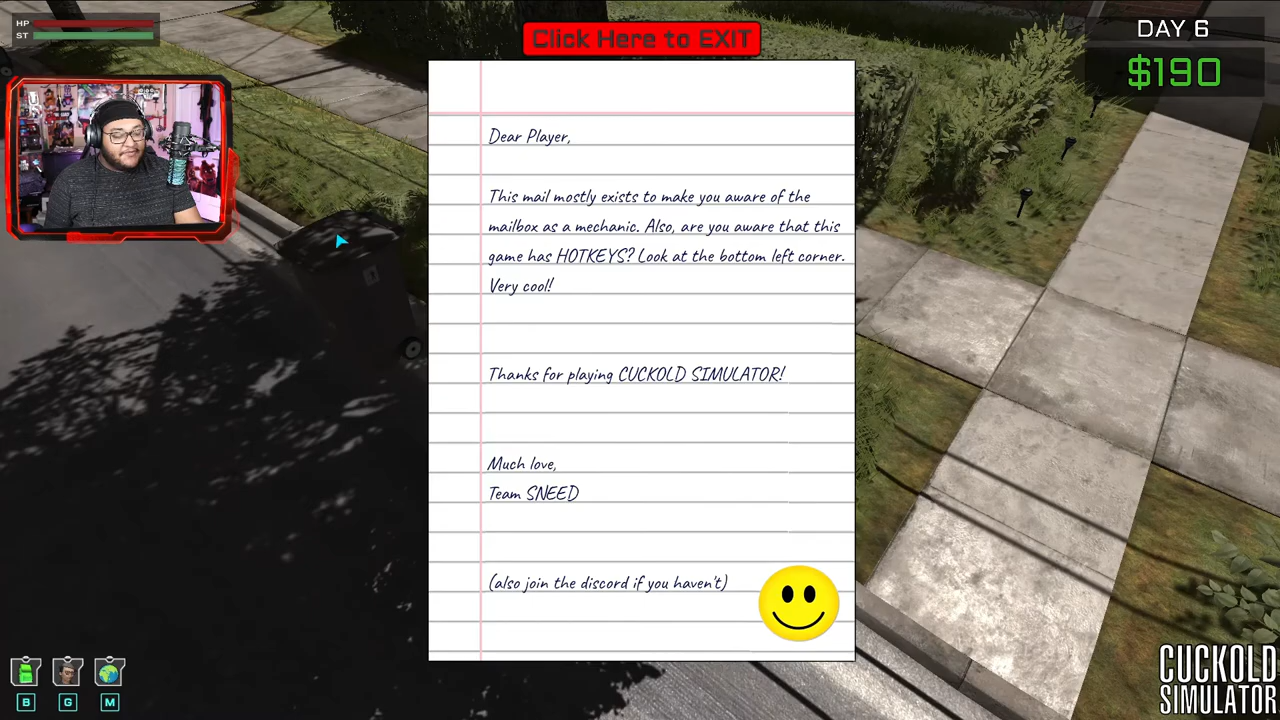 HP
ST
Click Here to EXIT
DAY 6
$190
Dear Player,
This mail mostly exists to make you aware of the
mailbox as a mechanic. Also, are you aware that this
game has HOTKEYS? Look at the bottom left corner.
Very cool!
Thanks for playing CUCKOLD SIMULATOR!
Much love,
Team SNEED
(also join the discord if you haven't)
B G M
CUCKOLD
SIMULATOR